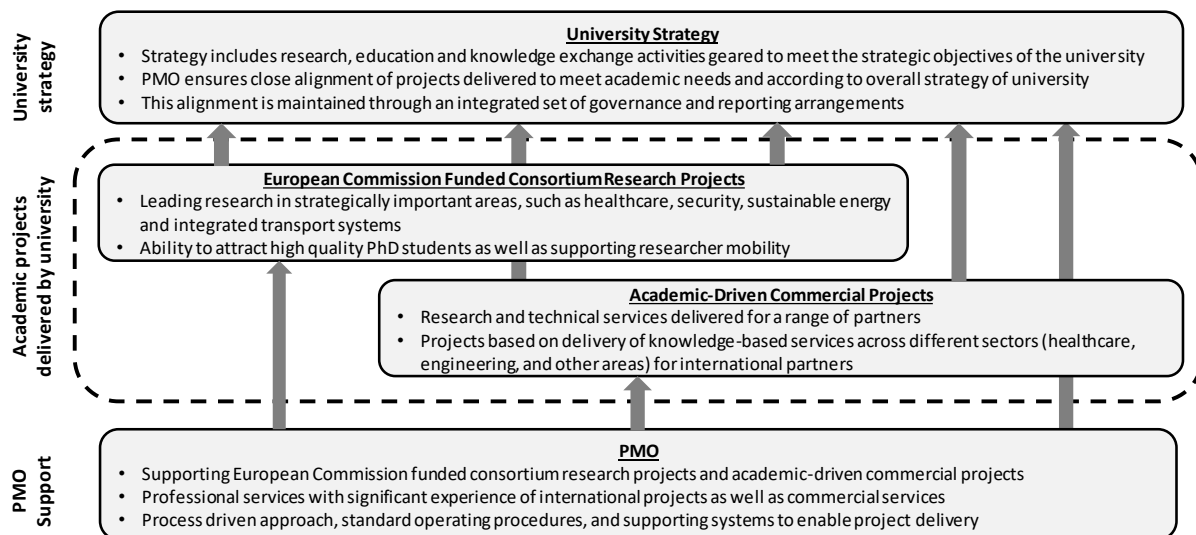 University
strategy
University Strategy
• Strategy includes research, education and knowledge exchange activities geared to meet the strategic objectives of the university
• PMO ensures close alignment of projects delivered to meet academic needs and according to overall strategy of university
• This alignment is maintained through an integrated set of governance and reporting arrangements
Academic projects
delivered by university
European Commission Funded Consortium Research Projects
• Leading research in strategically important areas, such as healthcare, security, sustainable energy
and integrated transport systems
• Ability to attract high quality PhD students as well as supporting researcher mobility
Academic-Driven Commercial Projects
• Research and technical services delivered for a range of partners
• Projects based on delivery of knowledge-based services across different sectors (healthcare,
engineering, and other areas) for international partners
PMO
Support
PMO
• Supporting European Commission funded consortium research projects and academic-driven commercial projects
• Professional services with significant experience of international projects as well as commercial services
• Process driven approach, standard operating procedures, and supporting systems to enable project delivery